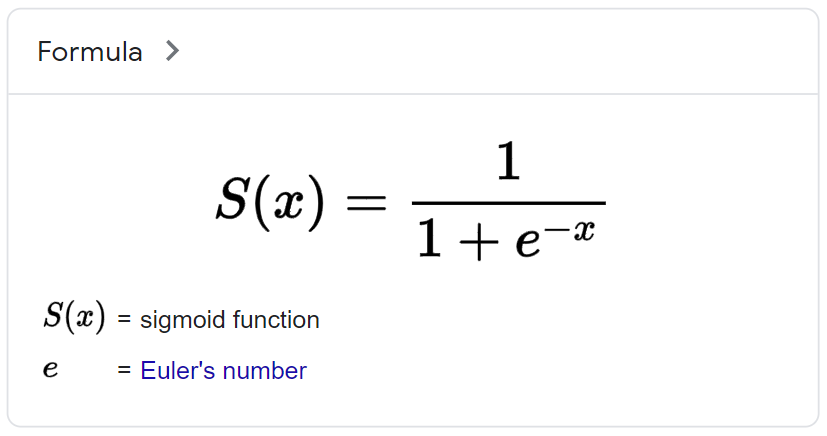 Formula >
S(x) = 1 / (1 + e^{-x})
S(x) = sigmoid function
e = Euler's number